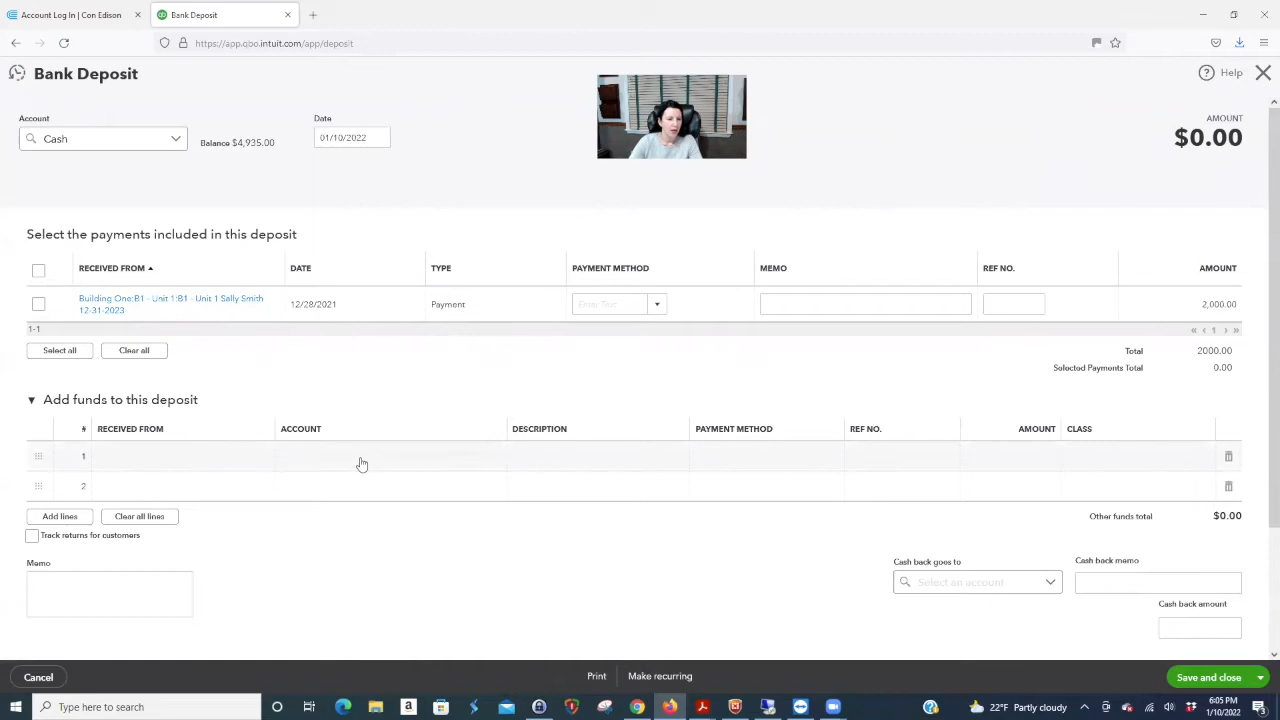 Account Log In | Con Edison
Bank Deposit
https://app.qbo.intuit.com/app/deposit
Bank Deposit
Help
Account
Cash
Balance $4,935.00
Date
01/10/2022
AMOUNT
$0.00
Select the payments included in this deposit
RECEIVED FROM DATE TYPE PAYMENT METHOD MEMO REF NO. AMOUNT
Building One:B1 - Unit 1:B1 - Unit 1 Sally Smith
12-31-2023
12/28/2021 Payment 2,000.00
1-1
« ‹ 1 › »
Select all Clear all
Total 2000.00
Selected Payments Total 0.00
Add funds to this deposit
# RECEIVED FROM ACCOUNT DESCRIPTION PAYMENT METHOD REF NO. AMOUNT CLASS
1
2
Add lines Clear all lines
Other funds total $0.00
Track returns for customers
Memo
Cash back goes to
Select an account
Cash back memo
Cash back amount
Cancel
Print Make recurring
Save and close
Type here to search
22°F Partly cloudy
6:05 PM
1/10/2022